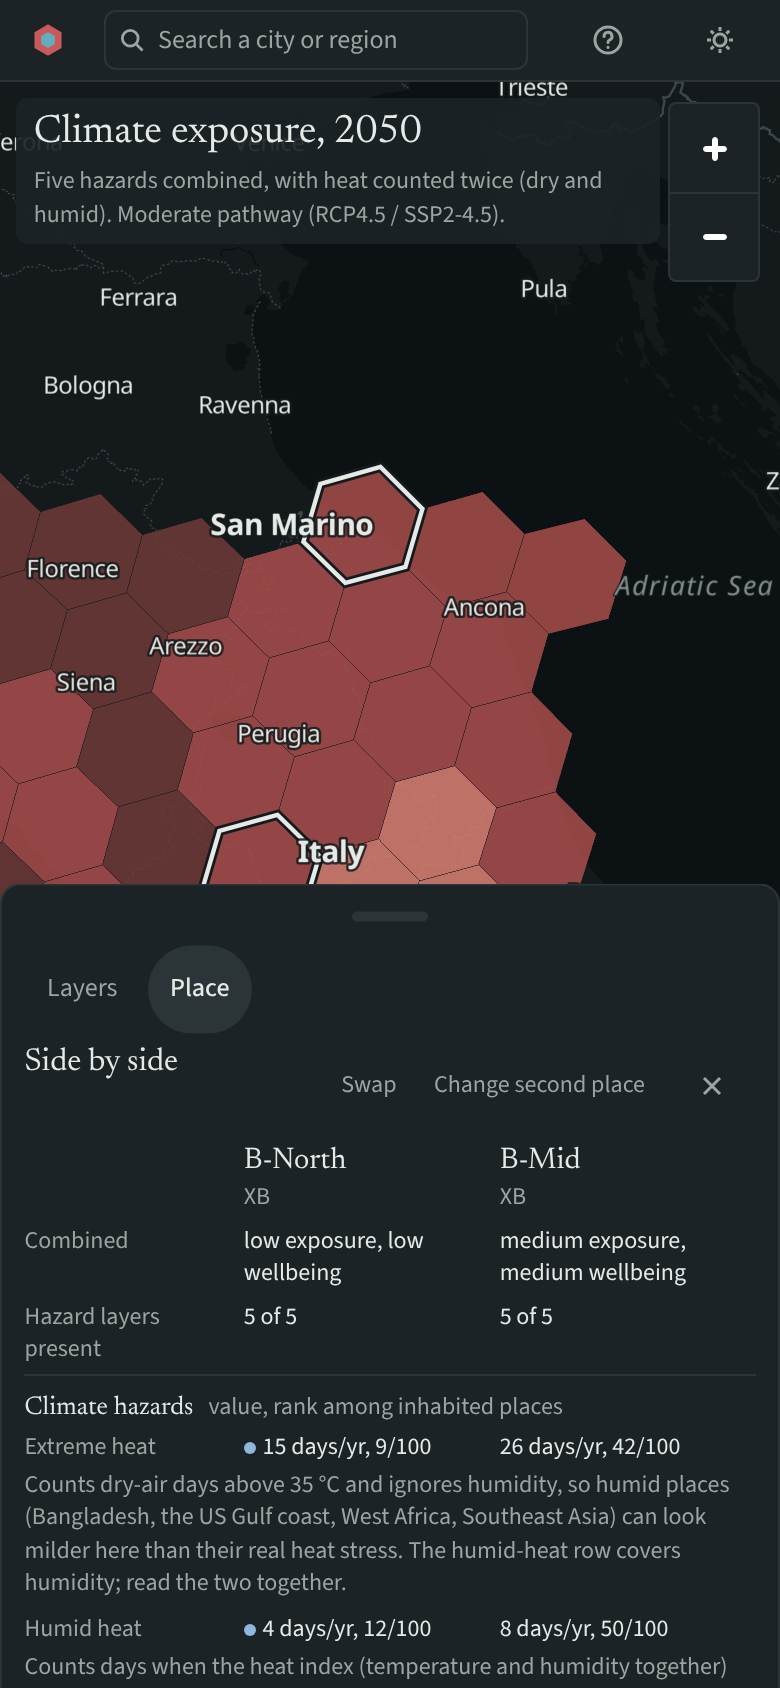 Search a city or region
Trieste
Climate exposure, 2050
Five hazards combined, with heat counted twice (dry and
humid). Moderate pathway (RCP4.5 / SSP2-4.5).
Ferrara
Pula
Bologna
Ravenna
San Marino
Florence
Adriatic Sea
Ancona
Arezzo
Siena
Perugia
Italy
Layers
Place
Side by side
Swap
Change second place
B-North
B-Mid
XB
XB
Combined
low exposure, low
wellbeing
medium exposure,
medium wellbeing
Hazard layers
present
5 of 5
5 of 5
Climate hazards value, rank among inhabited places
Extreme heat
15 days/yr, 9/100
26 days/yr, 42/100
Counts dry-air days above 35 °C and ignores humidity, so humid places
(Bangladesh, the US Gulf coast, West Africa, Southeast Asia) can look
milder here than their real heat stress. The humid-heat row covers
humidity; read the two together.
Humid heat
4 days/yr, 12/100
8 days/yr, 50/100
Counts days when the heat index (temperature and humidity together)